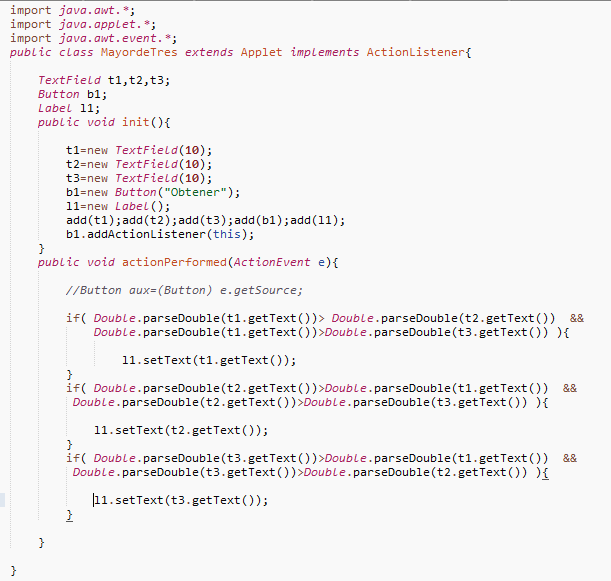 import java.awt.*;
import java.applet.*;
import java.awt.event.*;
public class MayordeTres extends Applet implements ActionListener{
TextField t1,t2,t3;
Button b1;
Label l1;
public void init(){
t1=new TextField(10);
t2=new TextField(10);
t3=new TextField(10);
b1=new Button("Obtener");
l1=new Label();
add(t1);add(t2);add(t3);add(b1);add(l1);
b1.addActionListener(this);
}
public void actionPerformed(ActionEvent e){
//Button aux=(Button) e.getSource;
if( Double.parseDouble(t1.getText())> Double.parseDouble(t2.getText())  &&
Double.parseDouble(t1.getText())>Double.parseDouble(t3.getText()) ){
l1.setText(t1.getText());
}
if( Double.parseDouble(t2.getText())>Double.parseDouble(t1.getText())  &&
Double.parseDouble(t2.getText())>Double.parseDouble(t3.getText()) ){
l1.setText(t2.getText());
}
if( Double.parseDouble(t3.getText())>Double.parseDouble(t1.getText())  &&
Double.parseDouble(t3.getText())>Double.parseDouble(t2.getText()) ){
l1.setText(t3.getText());
}
}
}